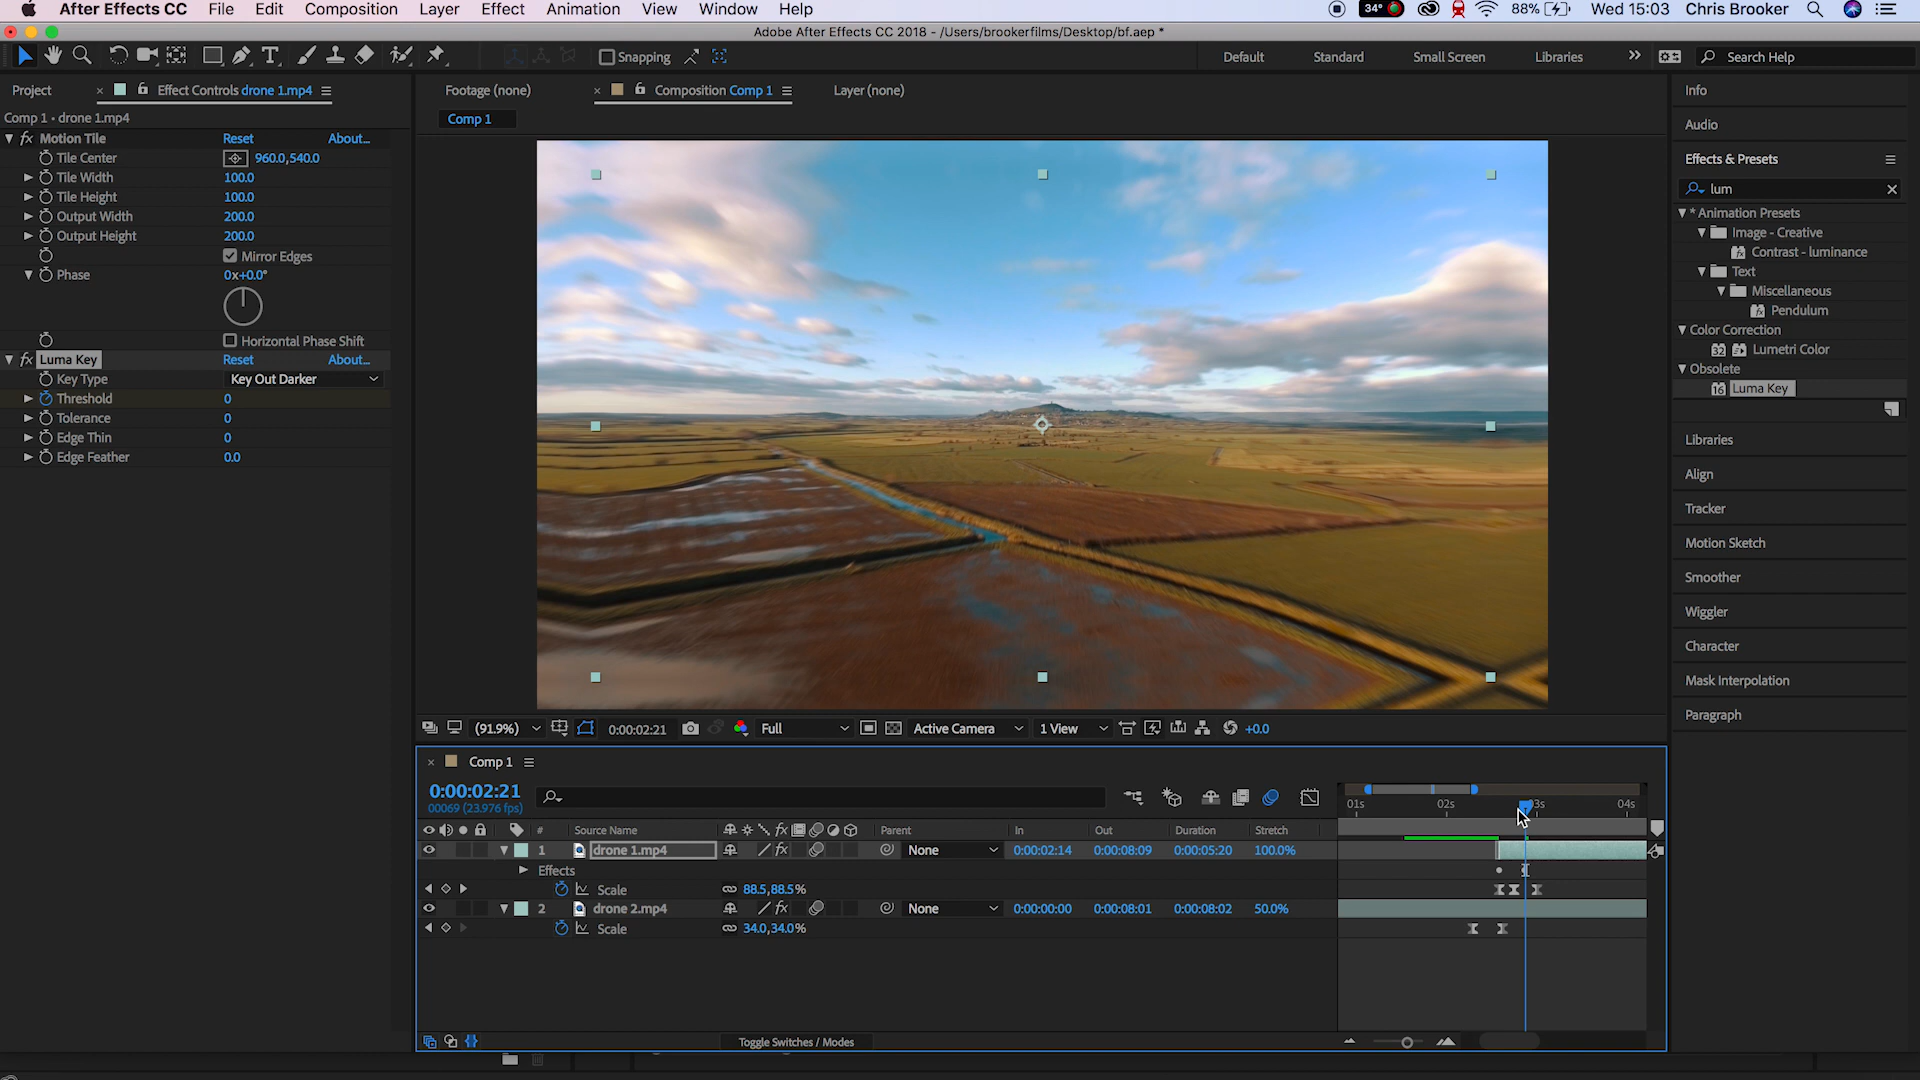 After Effects CC File Edit Composition Layer Effect Animation View Window Help 34° 88% Wed 15:03 Chris Brooker
Adobe After Effects CC 2018 - /Users/brookerfilms/Desktop/bf.aep *
Snapping Default Standard Small Screen Libraries Search Help
Project Effect Controls drone 1.mp4 Footage (none) Composition Comp 1 Layer (none) Info
Comp 1 • drone 1.mp4 Comp 1
Audio
Motion Tile Reset About...
Tile Center 960.0,540.0
Tile Width 100.0
Tile Height 100.0
Output Width 200.0
Output Height 200.0
Mirror Edges
Phase 0x+0.0°
Horizontal Phase Shift
Luma Key Reset About...
Key Type Key Out Darker
Threshold 0
Tolerance 0
Edge Thin 0
Edge Feather 0.0
Effects & Presets
lum
* Animation Presets
Image - Creative
Contrast - luminance
Text
Miscellaneous
Pendulum
Color Correction
32 Lumetri Color
Obsolete
16 Luma Key
Libraries
Align
Tracker
Motion Sketch
Smoother
Wiggler
Character
Mask Interpolation
Paragraph
(91.9%) 0:00:02:21 Full Active Camera 1 View +0.0
Comp 1
0:00:02:21
00069 (23.976 fps)
01s 02s 03s 04s
# Source Name Parent In Out Duration Stretch
1 drone 1.mp4 None 0:00:02:14 0:00:08:09 0:00:05:20 100.0%
Effects
Scale 88.5,88.5%
2 drone 2.mp4 None 0:00:00:00 0:00:08:01 0:00:08:02 50.0%
Scale 34.0,34.0%
Toggle Switches / Modes